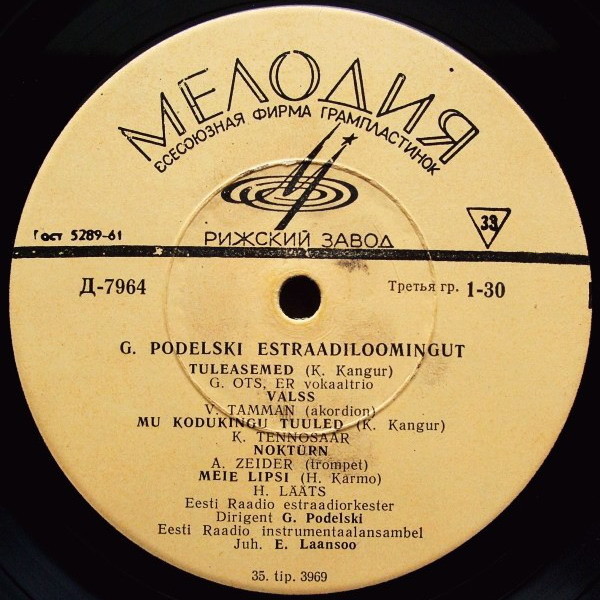 МЕЛОДИЯ
ВСЕСОЮЗНАЯ ФИРМА ГРАМПЛАСТИНОК
РИЖСКИЙ ЗАВОД
Гост 5289-61
33
Д-7964
Третья гр. 1-30
G. PODELSKI ESTRAADILOOMINGUT
TULEASEMED (K. Kangur)
G. OTS, ER vokaaltrio
VALSS
V. TAMMAN (akordion)
MU KODUKINGU TUULED (K. Kangur)
K. TENNOSAAR
NOKTÜRN
A. ZEIDER (trompet)
MEIE LIPSI (H. Karmo)
H. LÄÄTS
Eesti Raadio estraadiorkester
Dirigent G. Podelski
Eesti Raadio instrumentaalansambel
Juh. E. Laansoo
35. tip. 3969